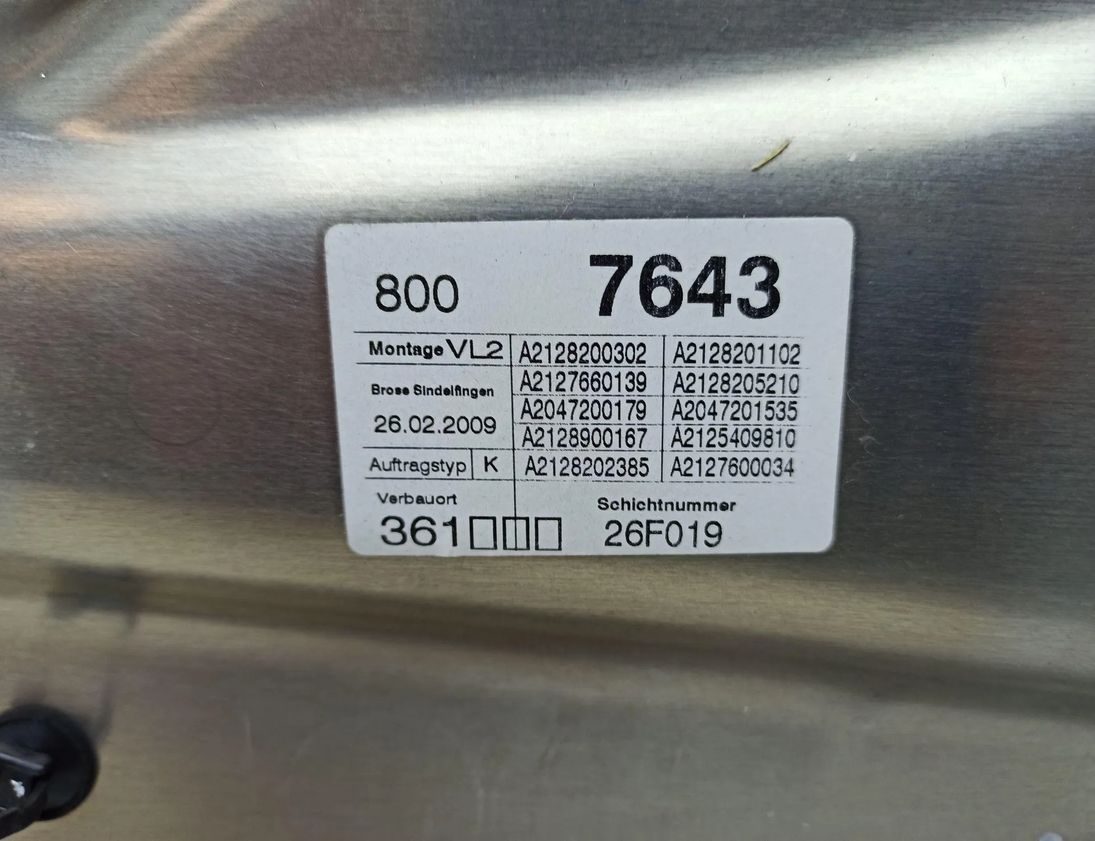 800 7643
Montage VL2 A2128200302 A2128201102
Brose Sindelfingen A2127660139 A2128205210
26.02.2009 A2047200179 A2047201535
A2128900167 A2125409810
Auftragstyp K A2128202385 A2127600034
Verbauort Schichtnummer
361□□□ 26F019